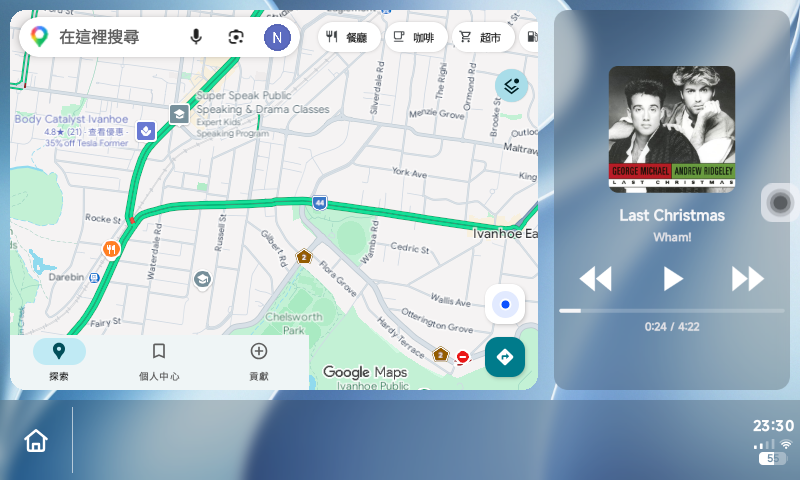 在這裡搜尋
N
餐廳
咖啡
超市
Super Speak Public
Speaking & Drama Classes
Expert Kids
Speaking Program
Body Catalyst Ivanhoe
4.8★ (21) · 查看優惠 ·
35% off Tesla Former
Silverdale Rd
The Righi
Ormond Rd
Brooke St
Menzie Grove
Outloo
Maltrav
York Ave
King
44
Rocke St
Waterdale Rd
Russell St
Gilbert Rd
Wamba Rd
Ivanhoe Ea
Cedric St
2
Flora Grove
Darebin
Wallis Ave
Otterington Grove
Fairy St
Chelsworth
Park
Hardy Terrace
2
Google Maps
Ivanhoe Public
探索
個人中心
貢獻
GEORGE MICHAEL
ANDREW RIDGELEY
LAST CHRISTMAS
Last Christmas
Wham!
0:24 / 4:22
23:30
55